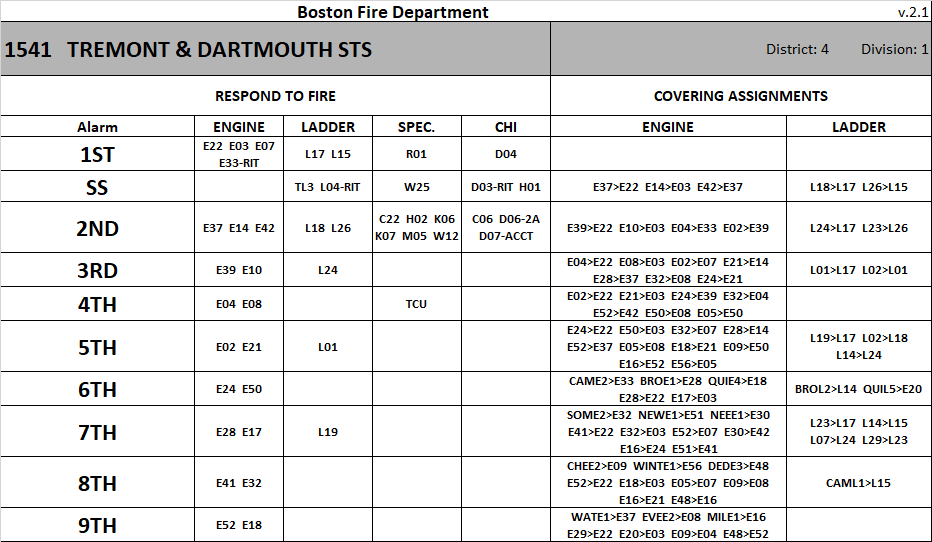 Boston Fire Department v.2.1
1541 TREMONT & DARTMOUTH STS District: 4 Division: 1
RESPOND TO FIRE COVERING ASSIGNMENTS
Alarm ENGINE LADDER SPEC. CHI ENGINE LADDER
1ST
E22 E03 E07
E33-RIT
L17 L15
R01
D04
SS
TL3 L04-RIT
W25
D03-RIT H01
E37>E22 E14>E03 E42>E37
L18>L17 L26>L15
2ND
E37 E14 E42
L18 L26
C22 H02 K06
K07 M05 W12
C06 D06-2A
D07-ACCT
E39>E22 E10>E03 E04>E33 E02>E39
L24>L17 L23>L26
3RD
E39 E10
L24
E04>E22 E08>E03 E02>E07 E21>E14
E28>E37 E32>E08 E24>E21
L01>L17 L02>L01
4TH
E04 E08
TCU
E02>E22 E21>E03 E24>E39 E32>E04
E52>E42 E50>E08 E05>E50
5TH
E02 E21
L01
E24>E22 E50>E03 E32>E07 E28>E14
E52>E37 E05>E08 E18>E21 E09>E50
E16>E52 E56>E05
L19>L17 L02>L18
L14>L24
6TH
E24 E50
CAME2>E33 BROE1>E28 QUIE4>E18
E28>E22 E17>E03
BROL2>L14 QUIL5>E20
7TH
E28 E17
L19
SOME2>E32 NEWE1>E51 NEEE1>E30
E41>E22 E32>E03 E52>E07 E30>E42
E16>E24 E51>E41
L23>L17 L14>L15
L07>L24 L29>L23
8TH
E41 E32
CHEE2>E09 WINTE1>E56 DEDE3>E48
E52>E22 E18>E03 E05>E07 E09>E08
E16>E21 E48>E16
CAML1>L15
9TH
E52 E18
WATE1>E37 EVEE2>E08 MILE1>E16
E29>E22 E20>E03 E09>E04 E48>E52